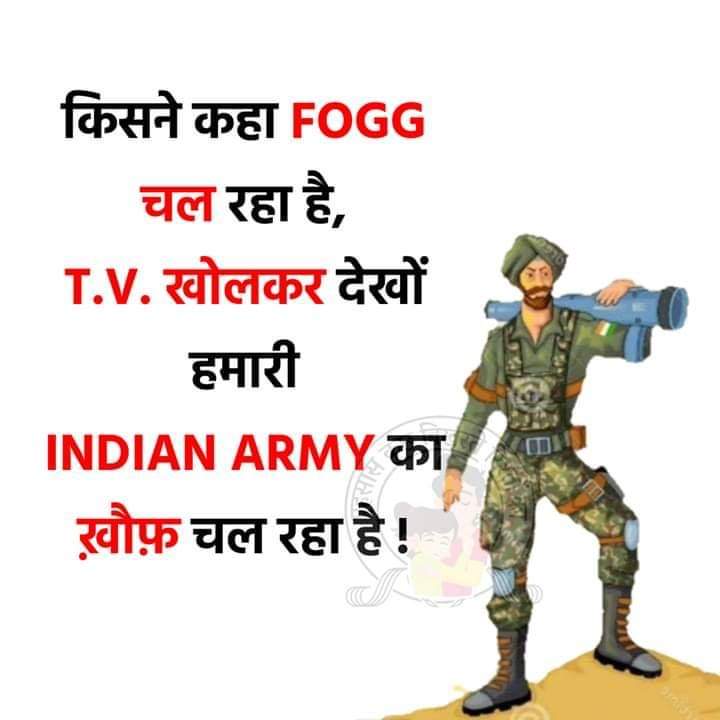 किसने कहा FOGG
चल रहा है,
T.V. खोलकर देखों
हमारी
INDIAN ARMY का
ख़ौफ़ चल रहा है !